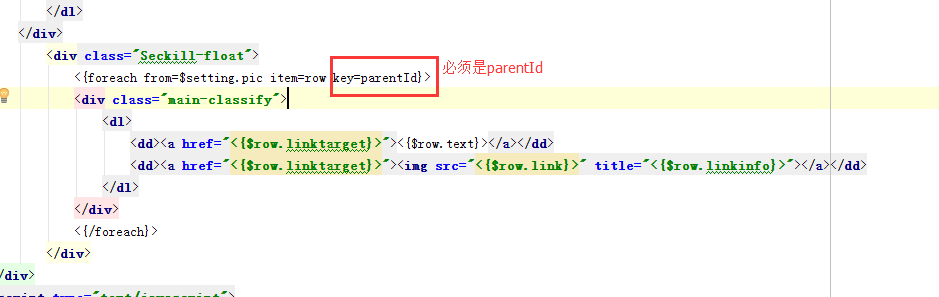 </dl>
</div>
<div class="Seckill-float">
<{foreach from=$setting.pic item=row key=parentId}> 必须是parentId
<div class="main-classify">
<dl>
<dd><a href="<{$row.linktarget}>"><{$row.text}></a></dd>
<dd><a href="<{$row.linktarget}>"><img src="<{$row.link}>" title="<{$row.linkinfo}>"></a></dd>
</dl>
</div>
<{/foreach}>
</div>
/div>